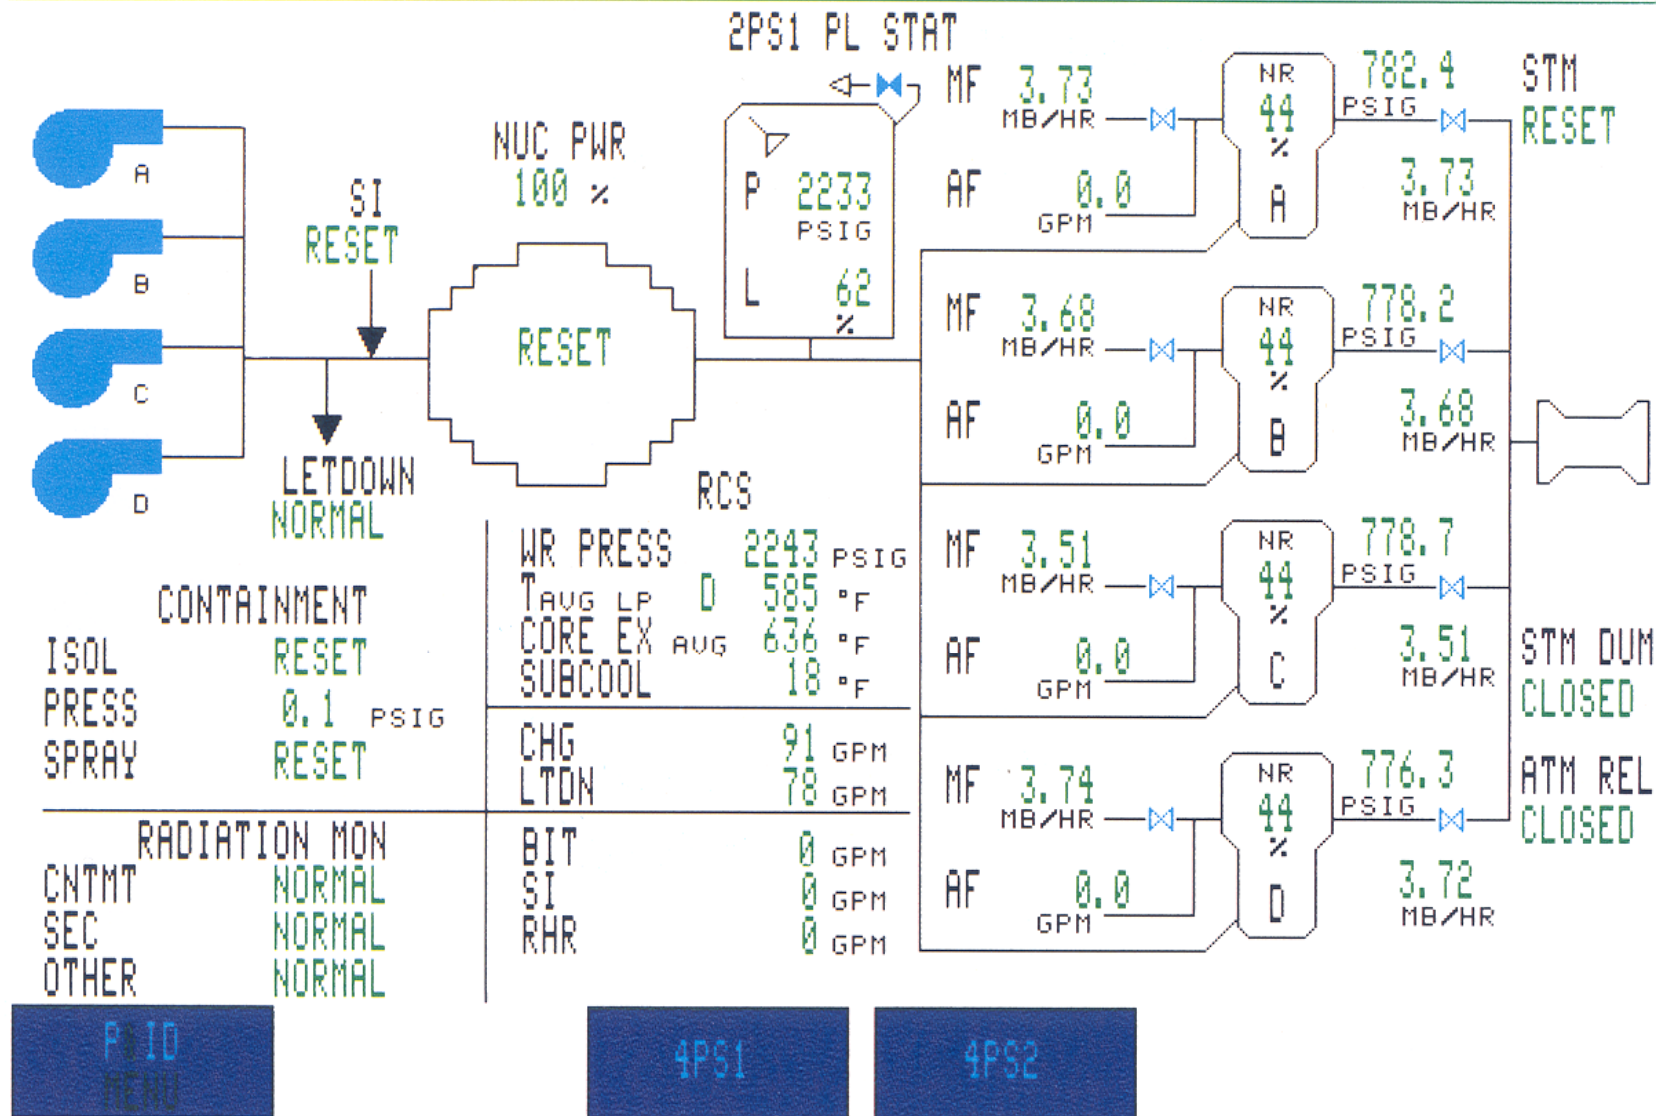 2PS1 PL STAT
A
B
C
D
SI
RESET
LETDOWN
NORMAL
NUC PWR
100 %
RESET
P 2233
PSIG
L 62
%
MF 3.73
MB/HR
AF 0.0
GPM
NR
44
%
A
782.4
PSIG
3.73
MB/HR
STM
RESET
MF 3.68
MB/HR
AF 0.0
GPM
NR
44
%
B
778.2
PSIG
3.68
MB/HR
MF 3.51
MB/HR
AF 0.0
GPM
NR
44
%
C
778.7
PSIG
3.51
MB/HR
STM DUM
CLOSED
MF 3.74
MB/HR
AF 0.0
GPM
NR
44
%
D
776.3
PSIG
3.72
MB/HR
ATM REL
CLOSED
RCS
WR PRESS 2243 PSIG
TAVG LP D 585 °F
CORE EX AVG 636 °F
SUBCOOL 18 °F
CHG 91 GPM
LTDN 78 GPM
BIT 0 GPM
SI 0 GPM
RHR 0 GPM
CONTAINMENT
ISOL RESET
PRESS 0.1 PSIG
SPRAY RESET
RADIATION MON
CNTMT NORMAL
SEC NORMAL
OTHER NORMAL
P&ID
MENU
4PS1
4PS2